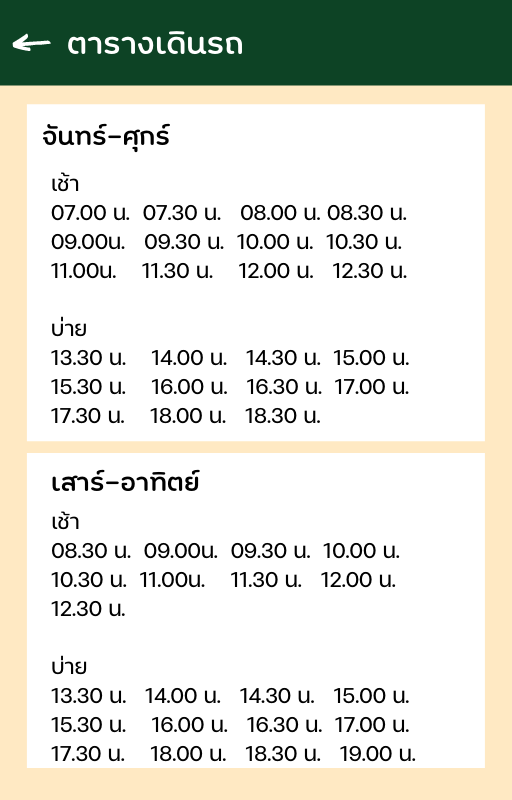 ตารางเดินรถ
จันทร์-ศุกร์
เช้า
07.00 น. 07.30 น. 08.00 น. 08.30 น.
09.00น. 09.30 น. 10.00 น. 10.30 น.
11.00น. 11.30 น. 12.00 น. 12.30 น.
บ่าย
13.30 น. 14.00 น. 14.30 น. 15.00 น.
15.30 น. 16.00 น. 16.30 น. 17.00 น.
17.30 น. 18.00 น. 18.30 น.
เสาร์-อาทิตย์
เช้า
08.30 น. 09.00น. 09.30 น. 10.00 น.
10.30 น. 11.00น. 11.30 น. 12.00 น.
12.30 น.
บ่าย
13.30 น. 14.00 น. 14.30 น. 15.00 น.
15.30 น. 16.00 น. 16.30 น. 17.00 น.
17.30 น. 18.00 น. 18.30 น. 19.00 น.